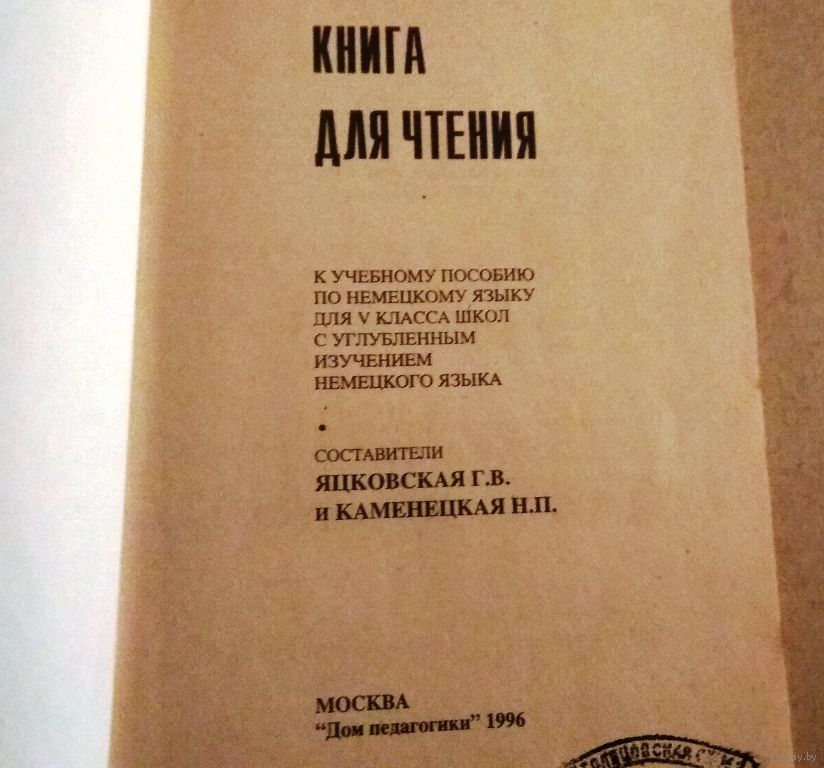 КНИГА
ДЛЯ ЧТЕНИЯ
К УЧЕБНОМУ ПОСОБИЮ
ПО НЕМЕЦКОМУ ЯЗЫКУ
ДЛЯ V КЛАССА ШКОЛ
С УГЛУБЛЕННЫМ
ИЗУЧЕНИЕМ
НЕМЕЦКОГО ЯЗЫКА
СОСТАВИТЕЛИ
ЯЦКОВСКАЯ Г.В.
и КАМЕНЕЦКАЯ Н.П.
МОСКВА
“Дом педагогики” 1996